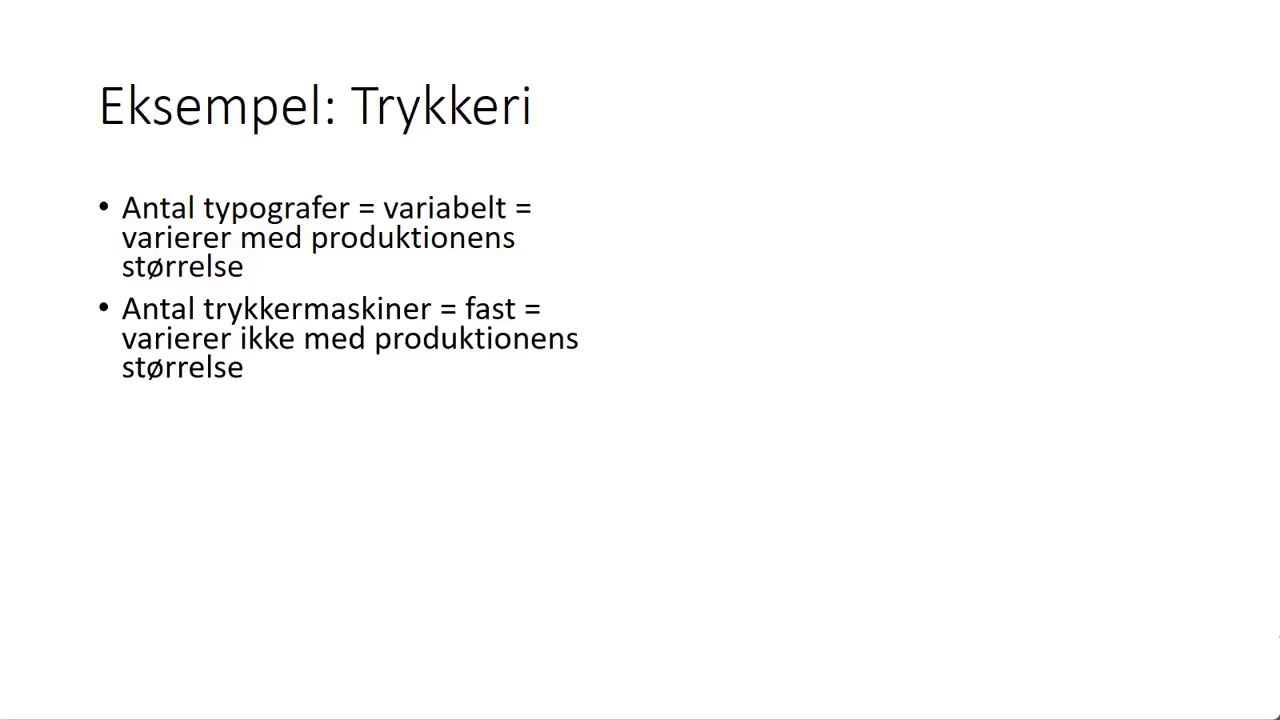 Eksempel: Trykkeri
• Antal typografer = variabelt =
varierer med produktionens
størrelse
• Antal trykkermaskiner = fast =
varierer ikke med produktionens
størrelse